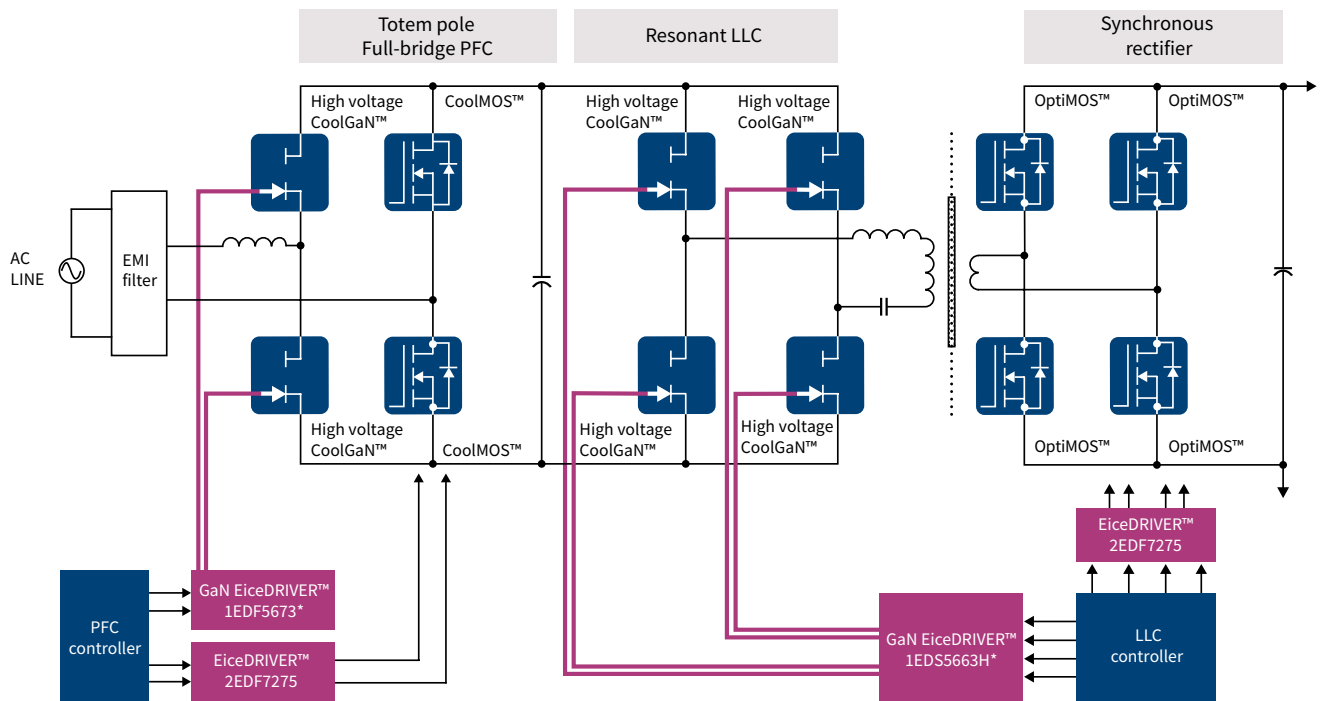 Totem pole
Full-bridge PFC
Resonant LLC
Synchronous
rectifier
High voltage
CoolGaN™
CoolMOS™
High voltage
CoolGaN™
High voltage
CoolGaN™
OptiMOS™
OptiMOS™
AC
LINE
EMI
filter
High voltage
CoolGaN™
CoolMOS™
High voltage
CoolGaN™
High voltage
CoolGaN™
OptiMOS™
OptiMOS™
EiceDRIVER™
2EDF7275
PFC
controller
GaN EiceDRIVER™
1EDF5673*
EiceDRIVER™
2EDF7275
GaN EiceDRIVER™
1EDS5663H*
LLC
controller